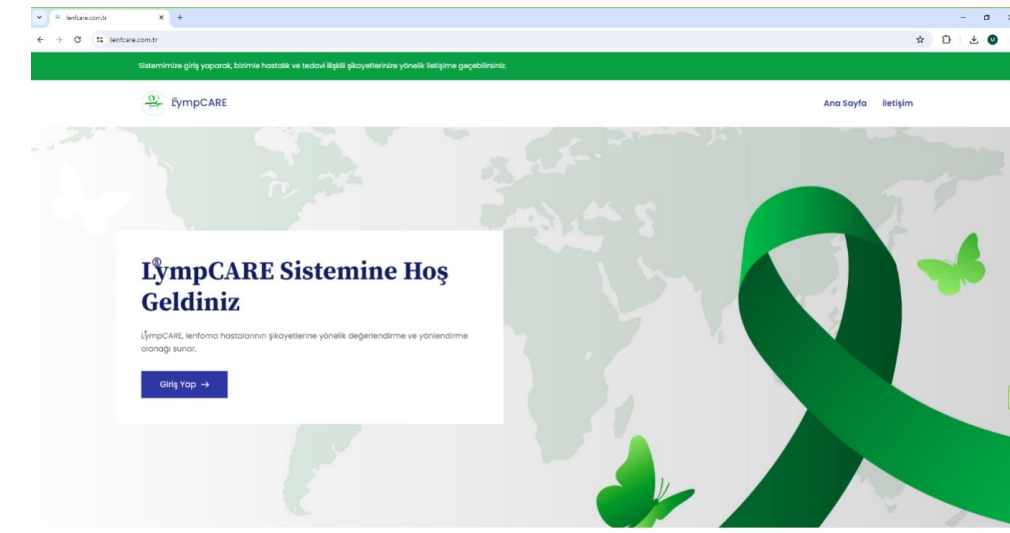 lenfcare.com.tr
lenfcare.com.tr
M
Sistemimize giriş yaparak, bizimle hastalık ve tedavi ilişkili şikayetlerinize yönelik iletişime geçebilirsiniz.
LympCARE
Ana Sayfa İletişim
LympCARE Sistemine Hoş
Geldiniz
LympCARE, lenfoma hastalarının şikayetlerine yönelik değerlendirme ve yönlendirme
olanağı sunar.
Giriş Yap →